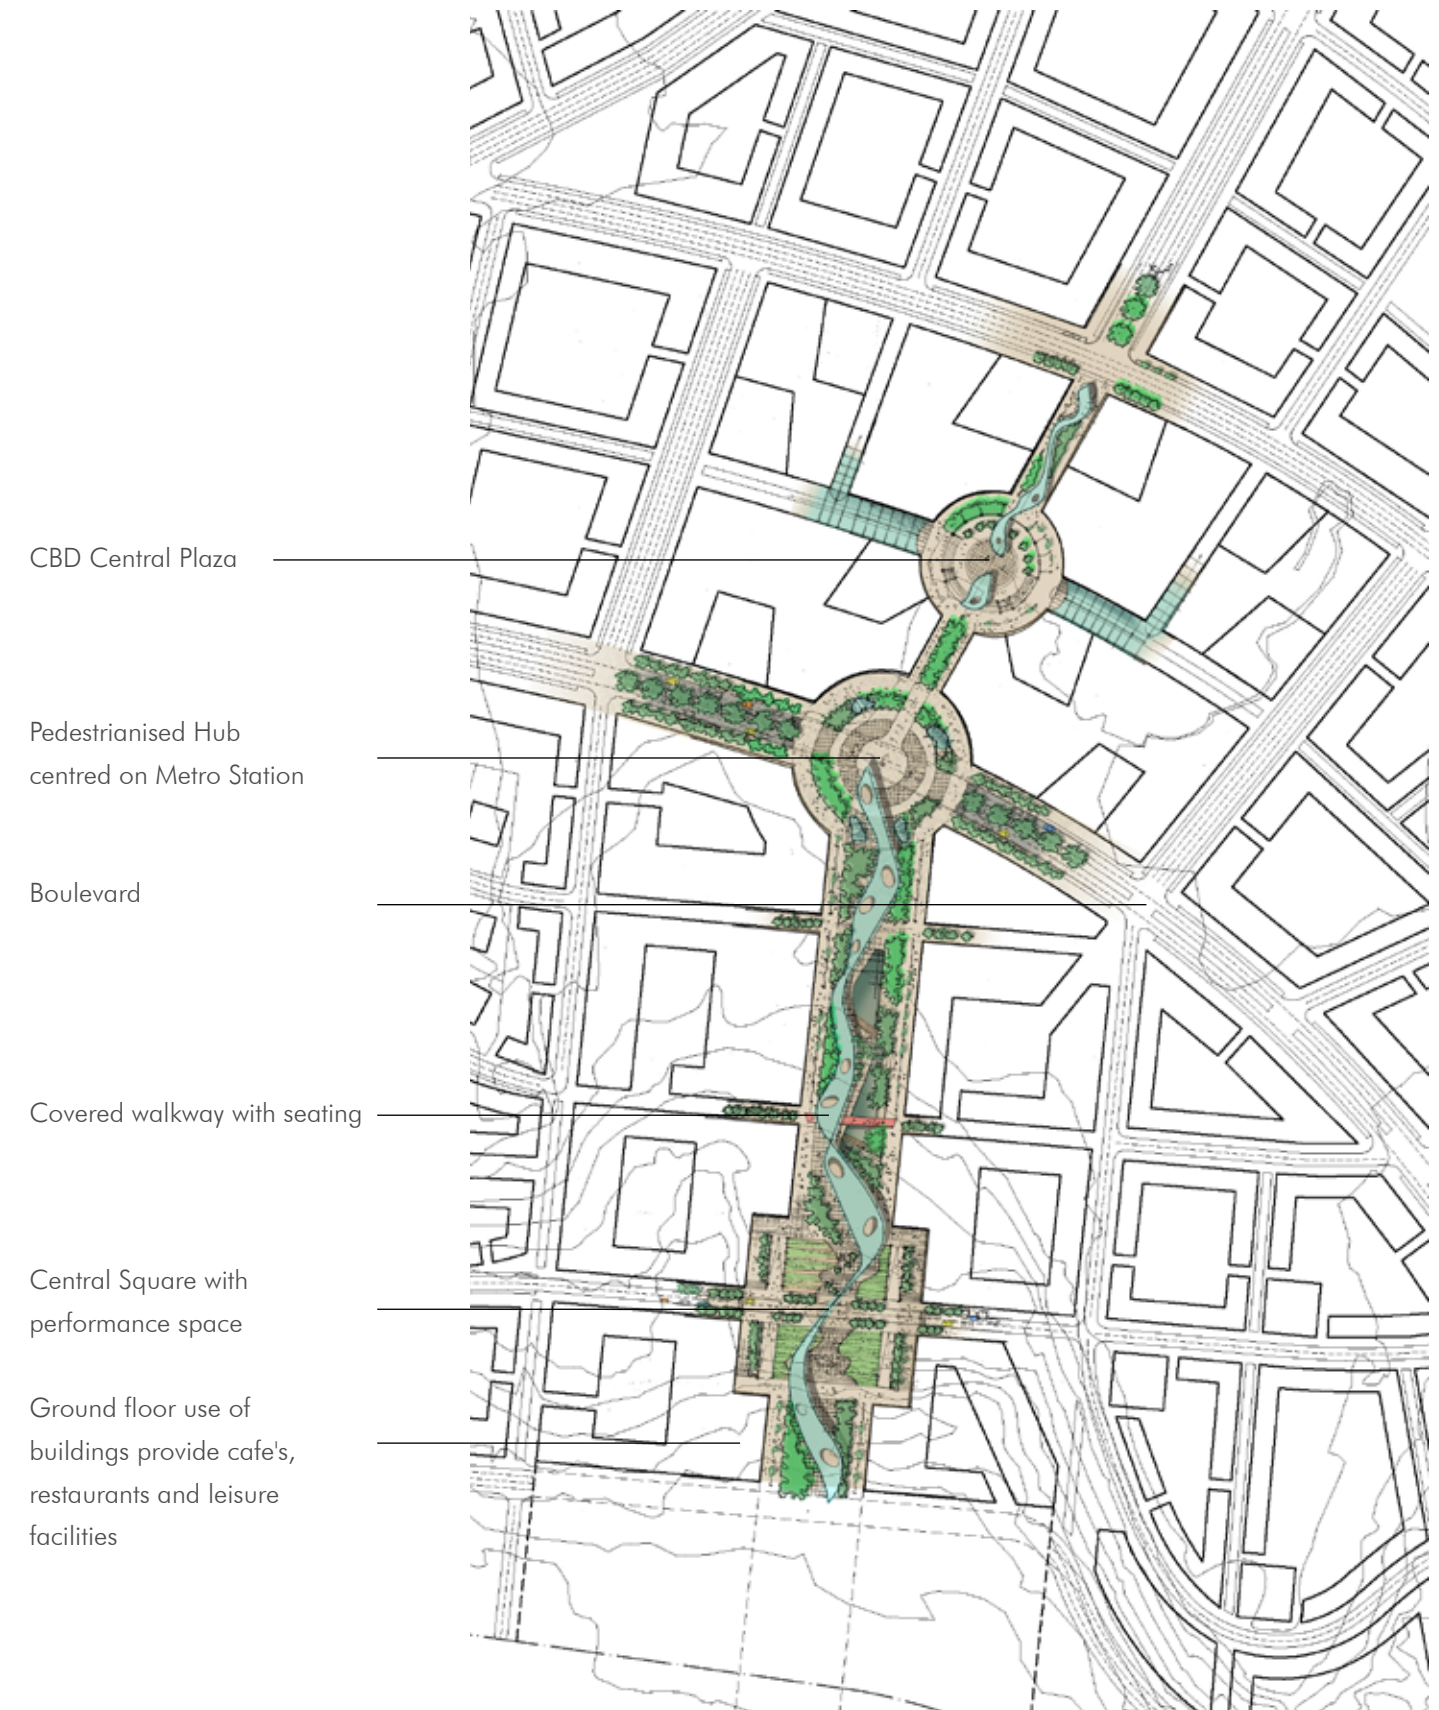 CBD Central Plaza
Pedestrianised Hub
centred on Metro Station
Boulevard
Covered walkway with seating
Central Square with
performance space
Ground floor use of
buildings provide cafe's,
restaurants and leisure
facilities